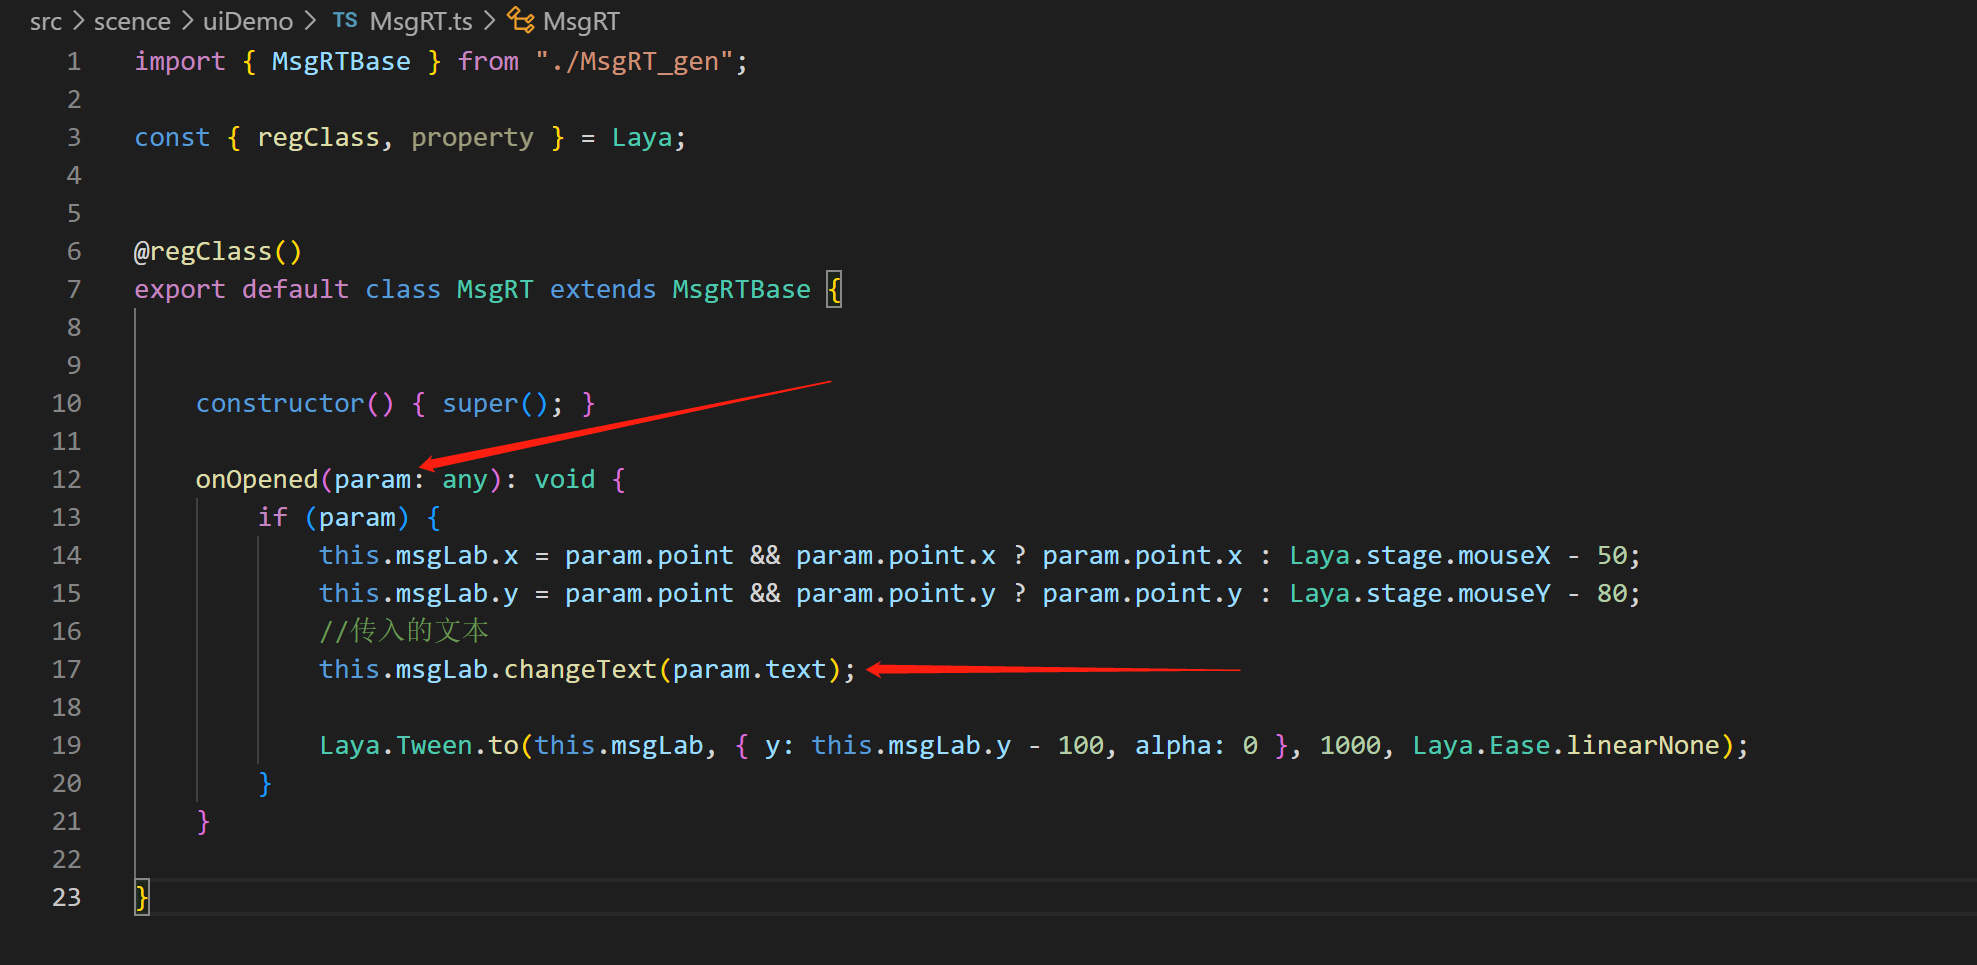 src > scence > uiDemo > TS MsgRT.ts > MsgRT
1 import { MsgRTBase } from "./MsgRT_gen";
2
3 const { regClass, property } = Laya;
4
5
6 @regClass()
7 export default class MsgRT extends MsgRTBase {
8
9
10 constructor() { super(); }
11
12 onOpened(param: any): void {
13 if (param) {
14 this.msgLab.x = param.point && param.point.x ? param.point.x : Laya.stage.mouseX - 50;
15 this.msgLab.y = param.point && param.point.y ? param.point.y : Laya.stage.mouseY - 80;
16 //传入的文本
17 this.msgLab.changeText(param.text);
18
19 Laya.Tween.to(this.msgLab, { y: this.msgLab.y - 100, alpha: 0 }, 1000, Laya.Ease.linearNone);
20 }
21 }
22
23 }